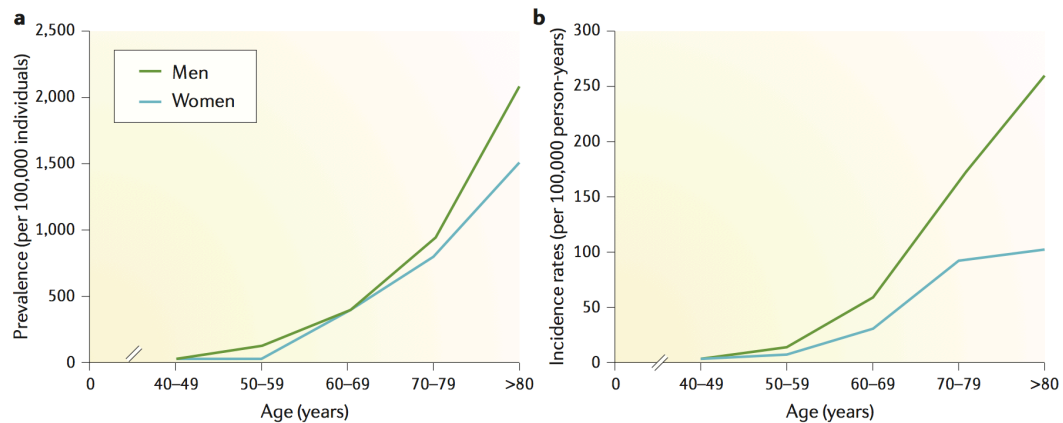 a
Prevalence (per 100,000 individuals)
2,500
2,000
1,500
1,000
500
0
Men
Women
0 40–49 50–59 60–69 70–79 >80
Age (years)
b
Incidence rates (per 100,000 person-years)
300
250
200
150
100
50
0
0 40–49 50–59 60–69 70–79 >80
Age (years)